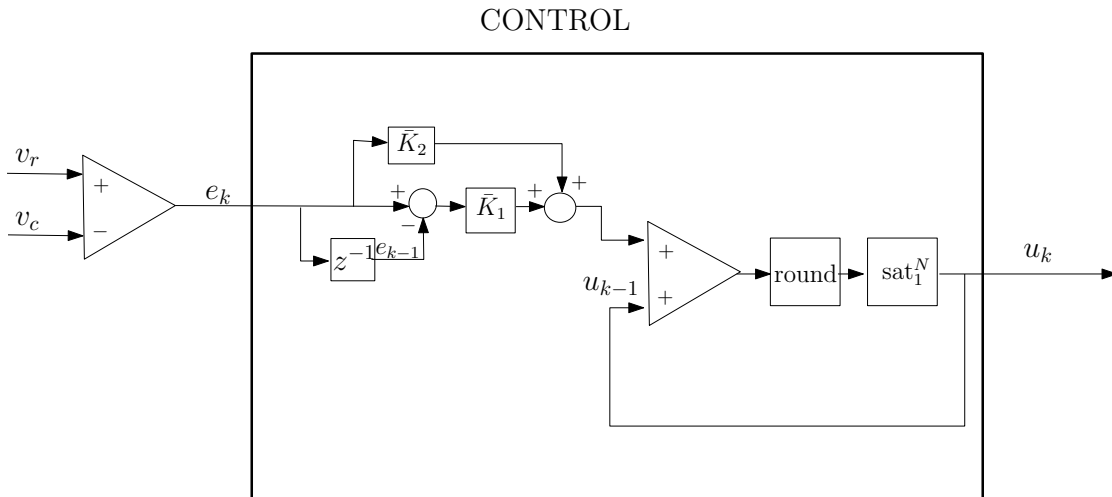 CONTROL
v_r
+
v_c
−
e_k
K̄_2
+
−
K̄_1
+
+
z^{-1}
e_{k−1}
u_{k−1}
+
+
round
sat_1^N
u_k